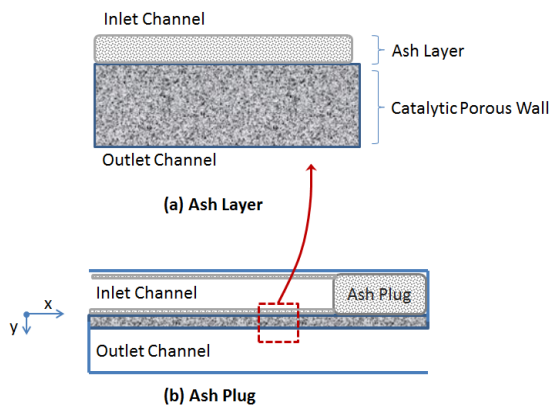 Inlet Channel
Ash Layer
Catalytic Porous Wall
Outlet Channel
(a) Ash Layer
Inlet Channel
Ash Plug
x
y
Outlet Channel
(b) Ash Plug